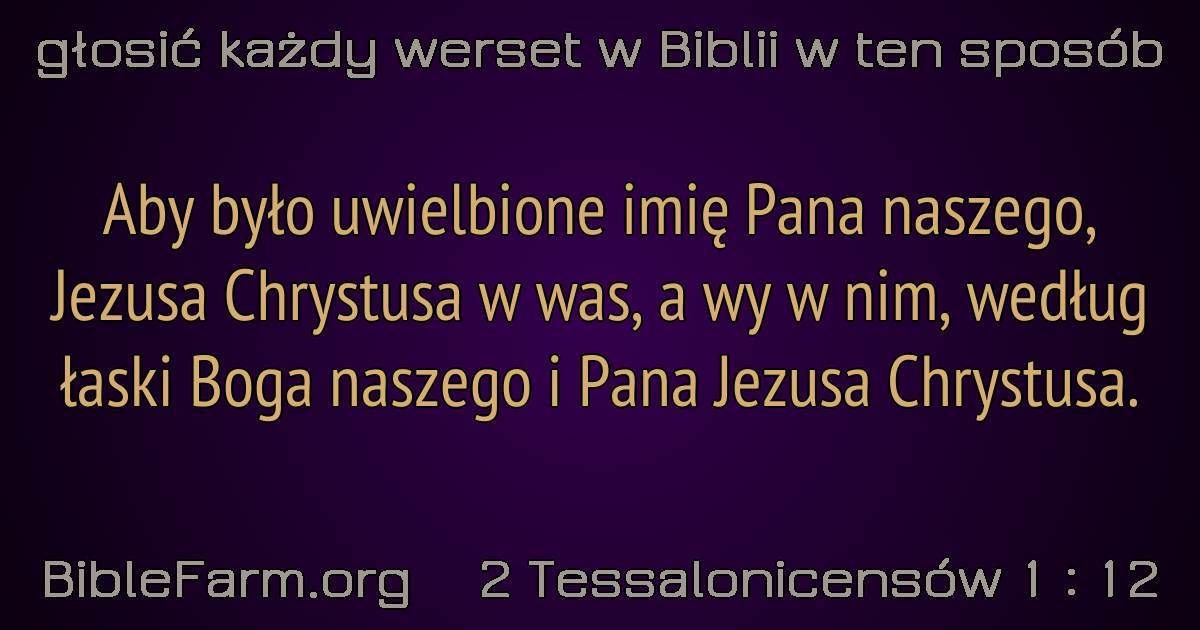 głosić każdy werset w Biblii w ten sposób
Aby było uwielbione imię Pana naszego,
Jezusa Chrystusa w was, a wy w nim, według
łaski Boga naszego i Pana Jezusa Chrystusa.
BibleFarm.org 2 Tessalonicensów 1 : 12